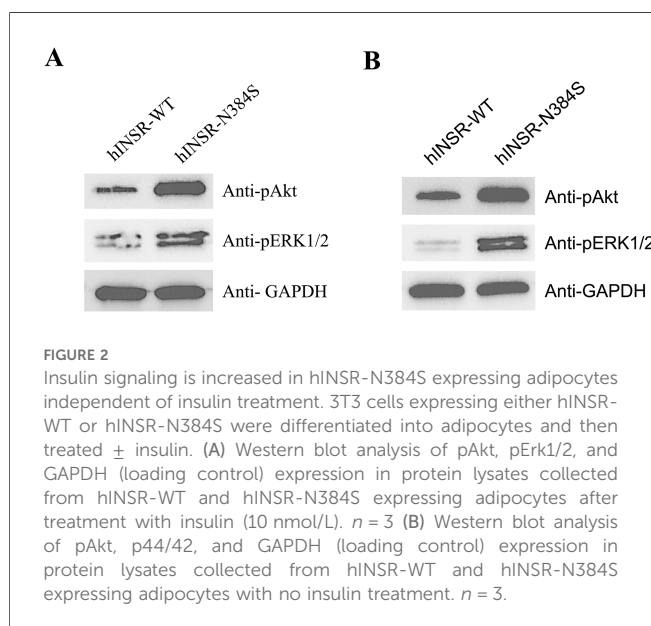 A
B
hINSR-WT
hINSR-N384S
hINSR-WT
hINSR-N384S
Anti-pAkt
Anti-pERK1/2
Anti- GAPDH
Anti-pAkt
Anti-pERK1/2
Anti-GAPDH
FIGURE 2
Insulin signaling is increased in hINSR-N384S expressing adipocytes
independent of insulin treatment. 3T3 cells expressing either hINSR-
WT or hINSR-N384S were differentiated into adipocytes and then
treated ± insulin. (A) Western blot analysis of pAkt, pErk1/2, and
GAPDH (loading control) expression in protein lysates collected
from hINSR-WT and hINSR-N384S expressing adipocytes after
treatment with insulin (10 nmol/L). n = 3 (B) Western blot analysis
of pAkt, p44/42, and GAPDH (loading control) expression in
protein lysates collected from hINSR-WT and hINSR-N384S
expressing adipocytes with no insulin treatment. n = 3.